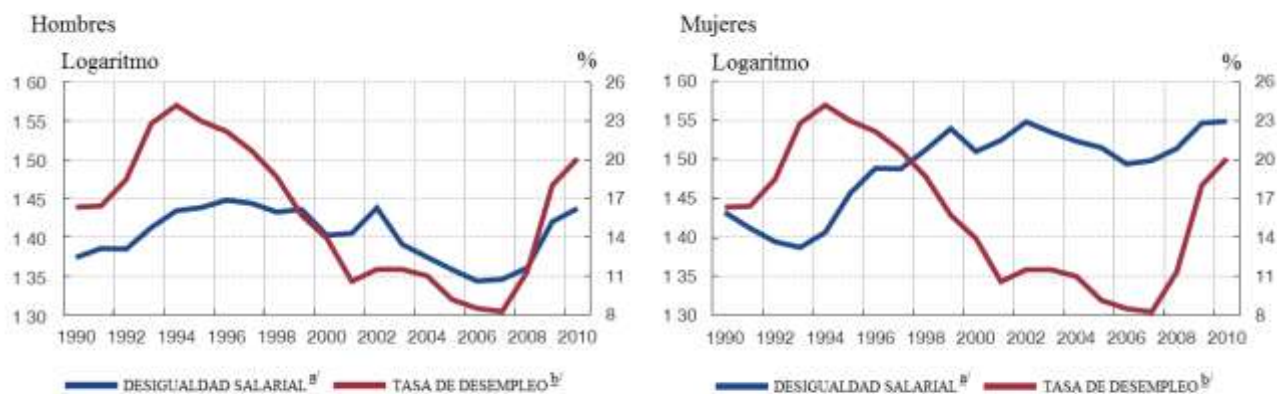 Hombres
Logaritmo %
1 60 26
1 55 23
1 50 20
1 45 17
1 40 14
1 35 11
1 30 8
1990 1992 1994 1996 1998 2000 2002 2004 2006 2008 2010
DESIGUALDAD SALARIAL a/ TASA DE DESEMPLEO b/
Mujeres
Logaritmo %
1 60 26
1 55 23
1 50 20
1 45 17
1 40 14
1 35 11
1 30 8
1990 1992 1994 1996 1998 2000 2002 2004 2006 2008 2010
DESIGUALDAD SALARIAL a/ TASA DE DESEMPLEO b/